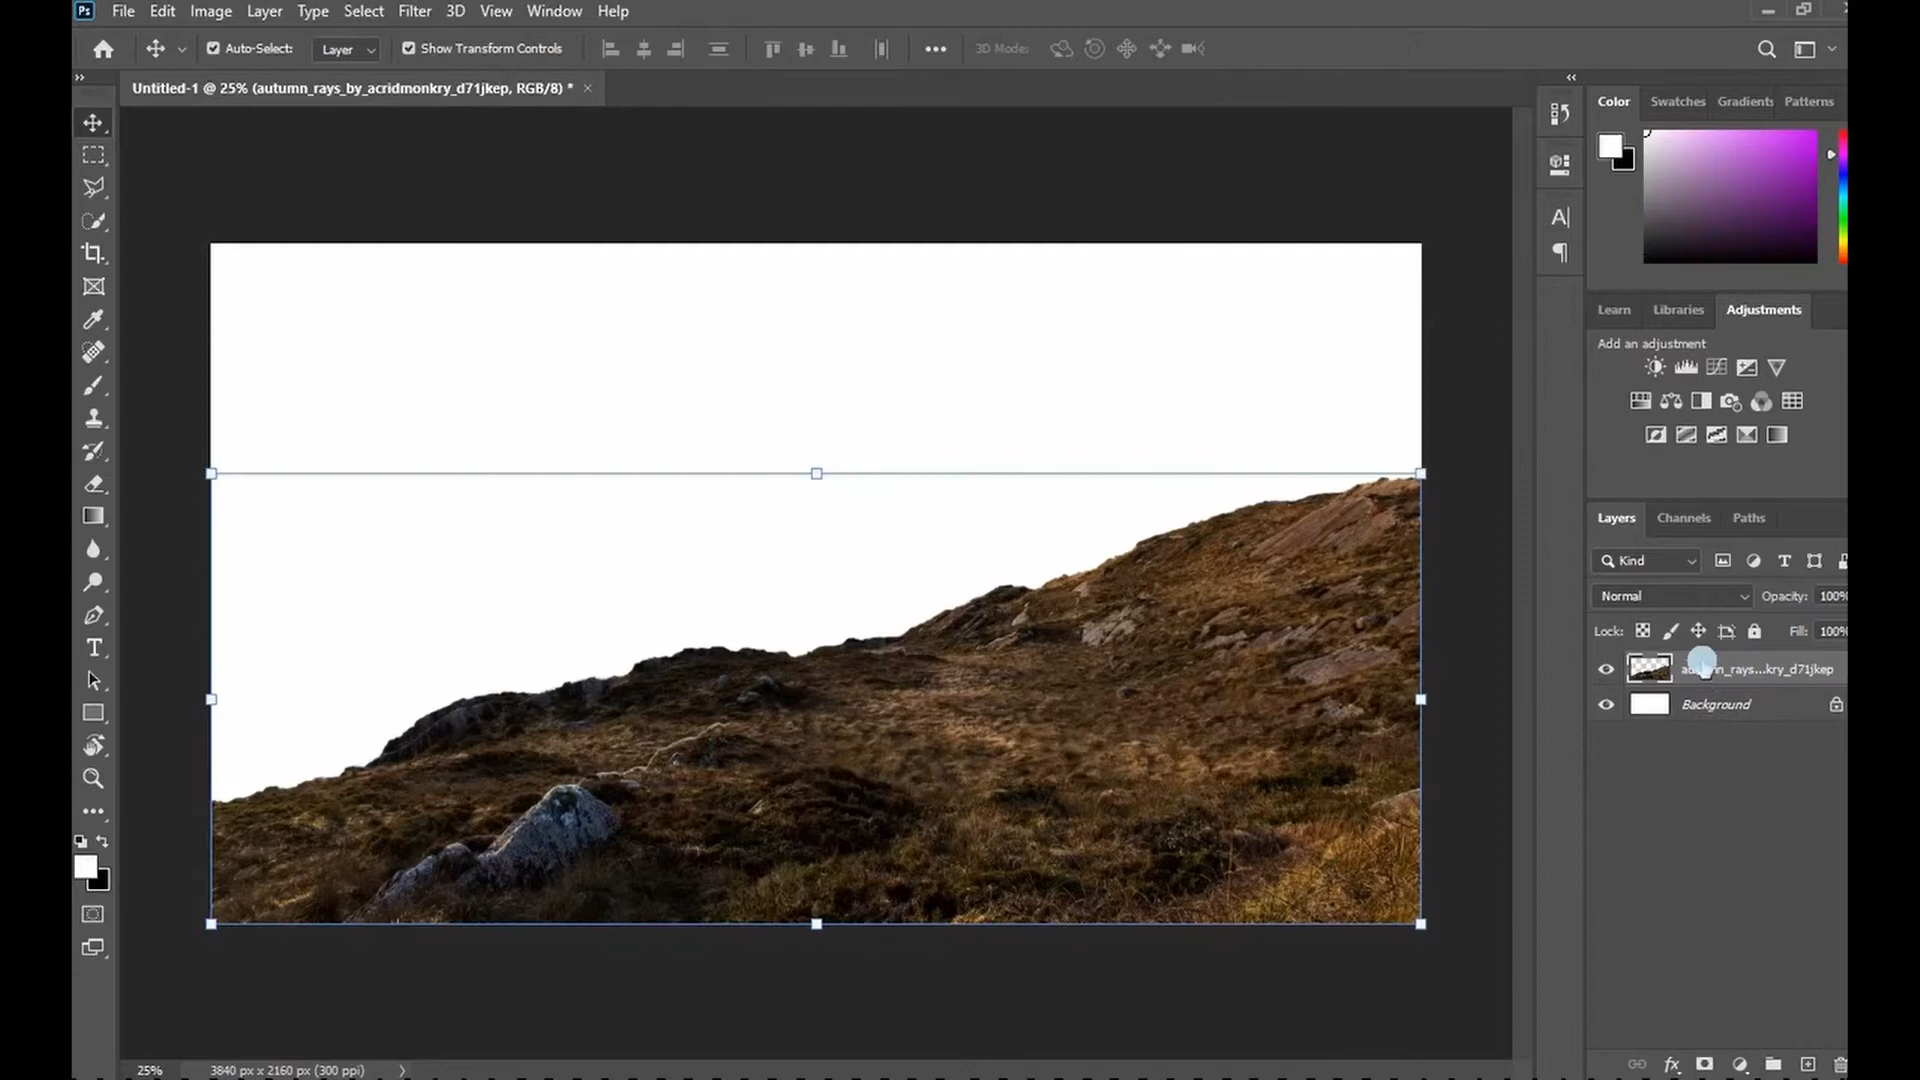 Ps File Edit Image Layer Type Select Filter 3D View Window Help
Auto-Select: Layer Show Transform Controls 3D Mode:
Untitled-1 @ 25% (autumn_rays_by_acridmonkry_d71jkep, RGB/8) *
Color Swatches Gradients Patterns
Learn Libraries Adjustments
Add an adjustment
Layers Channels Paths
Kind
Normal Opacity: 100%
Lock: Fill: 100%
rays...kry_d71jkep
Background
25% 3840 px x 2160 px (300 ppi)